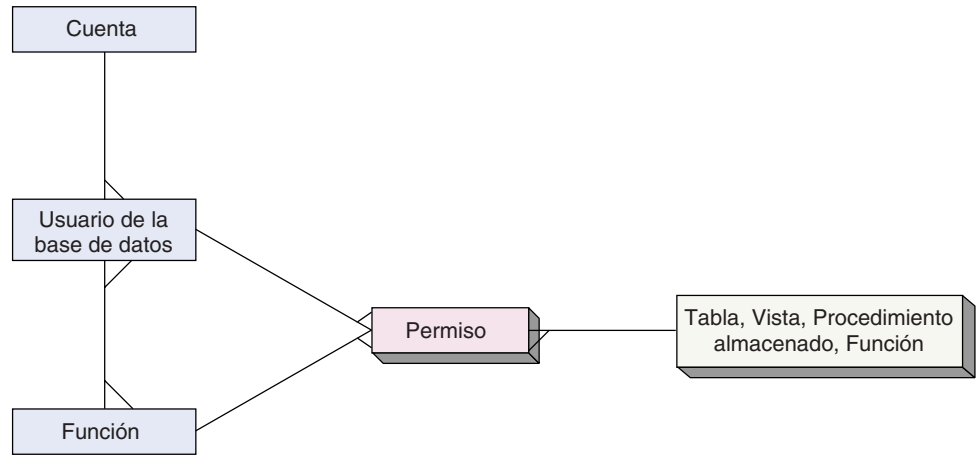 Cuenta
Usuario de la
base de datos
Permiso
Tabla, Vista, Procedimiento
almacenado, Función
Función